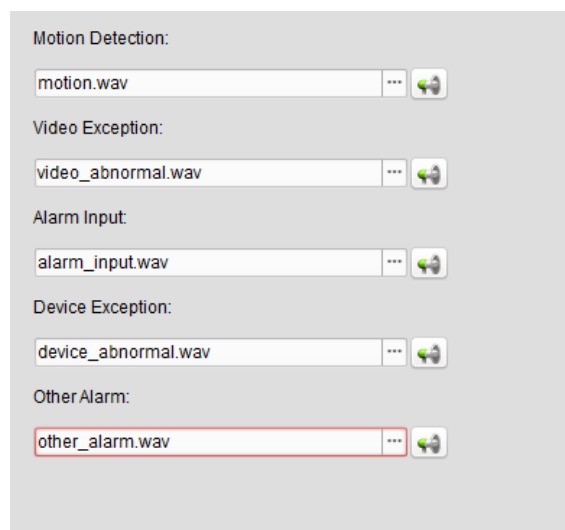 Motion Detection:
motion.wav
Video Exception:
video_abnormal.wav
Alarm Input:
alarm_input.wav
Device Exception:
device_abnormal.wav
Other Alarm:
other_alarm.wav